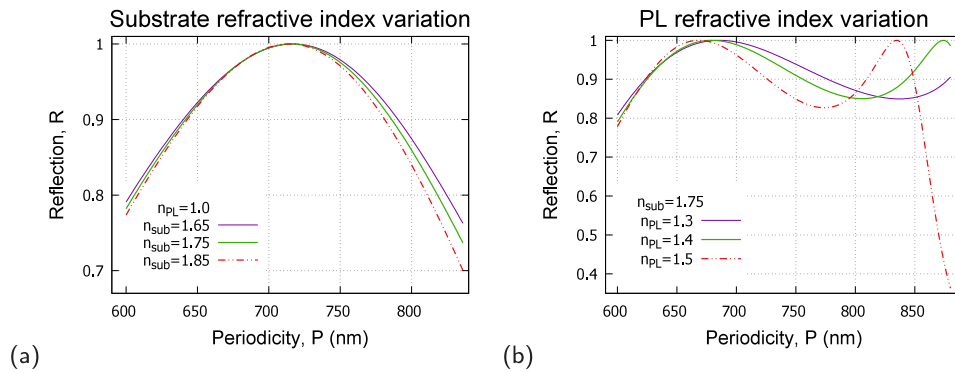 Substrate refractive index variation
1
0.9
0.8
0.7
Reflection, R
n_PL=1.0
n_sub=1.65
n_sub=1.75
n_sub=1.85
600
650
700
750
800
Periodicity, P (nm)
(a)
PL refractive index variation
1
0.9
0.8
0.7
0.6
0.5
0.4
Reflection, R
n_sub=1.75
n_PL=1.3
n_PL=1.4
n_PL=1.5
600
650
700
750
800
850
Periodicity, P (nm)
(b)